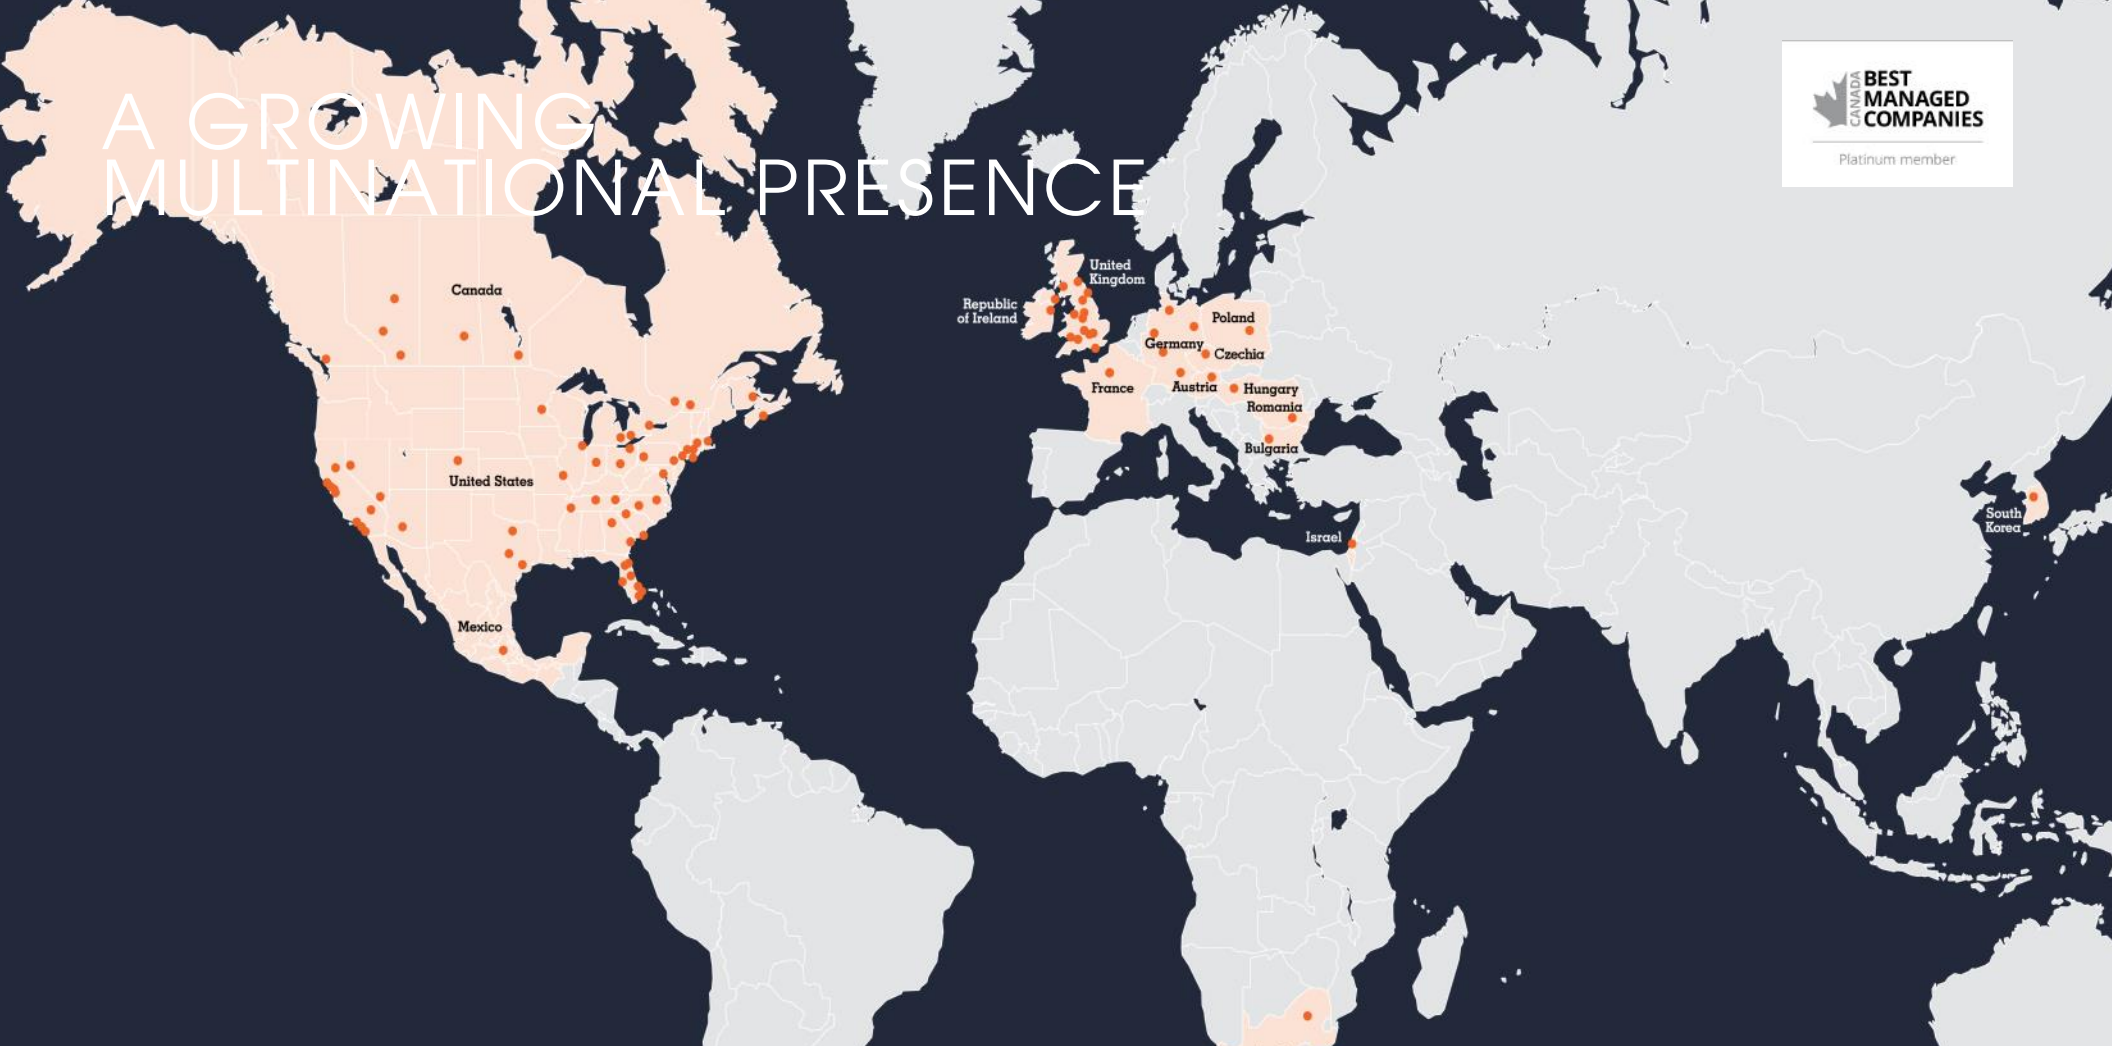 A GROWING
MULTINATIONAL PRESENCE
CANADA
BEST
MANAGED
COMPANIES
Platinum member
Canada
United States
Mexico
United
Kingdom
Republic
of Ireland
Poland
Germany
Czechia
France
Austria
Hungary
Romania
Bulgaria
Israel
South
Korea